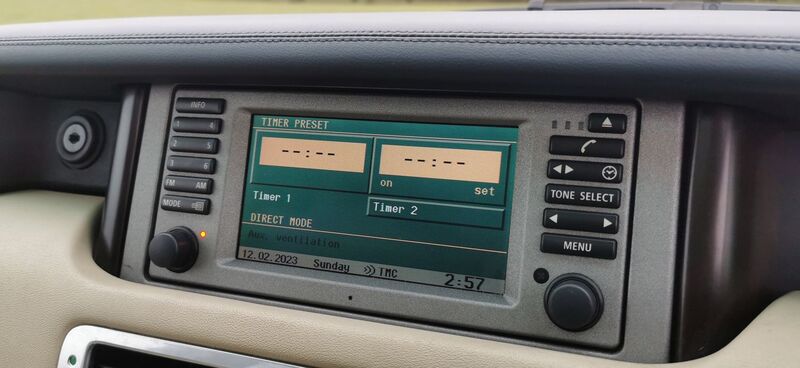 INFO
1 4
2 5
3 6
FM AM
MODE
TIMER PRESET
--:-- --:--
on set
Timer 1 Timer 2
DIRECT MODE
Aux. ventilation
12.02.2023 Sunday TMC 2:57
TONE SELECT
MENU